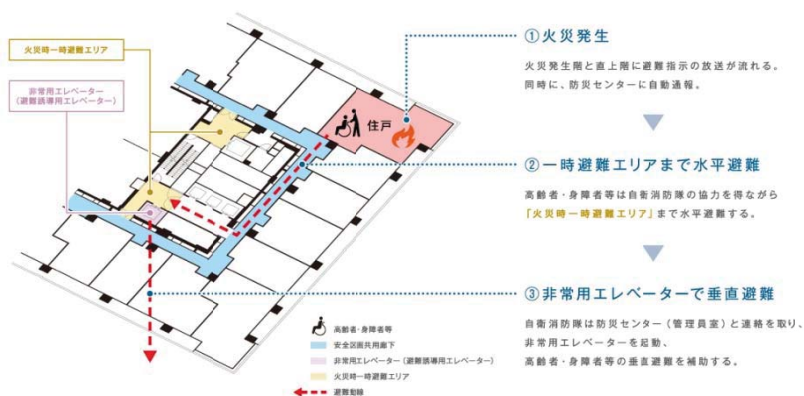 火災時一時避難エリア
非常用エレベーター
（避難誘導用エレベーター）
住戸
①火災発生
火災発生階と直上階に避難指示の放送が流れる。
同時に、防災センターに自動通報。
②一時避難エリアまで水平避難
高齢者・身障者等は自衛消防隊の協力を得ながら
「火災時一時避難エリア」まで水平避難する。
③非常用エレベーターで垂直避難
自衛消防隊は防災センター（管理員室）と連絡を取り、
非常用エレベーターを起動、
高齢者・身障者等の垂直避難を補助する。
高齢者・身障者等
安全区画共用廊下
非常用エレベーター（避難誘導用エレベーター）
火災時一時避難エリア
避難動線